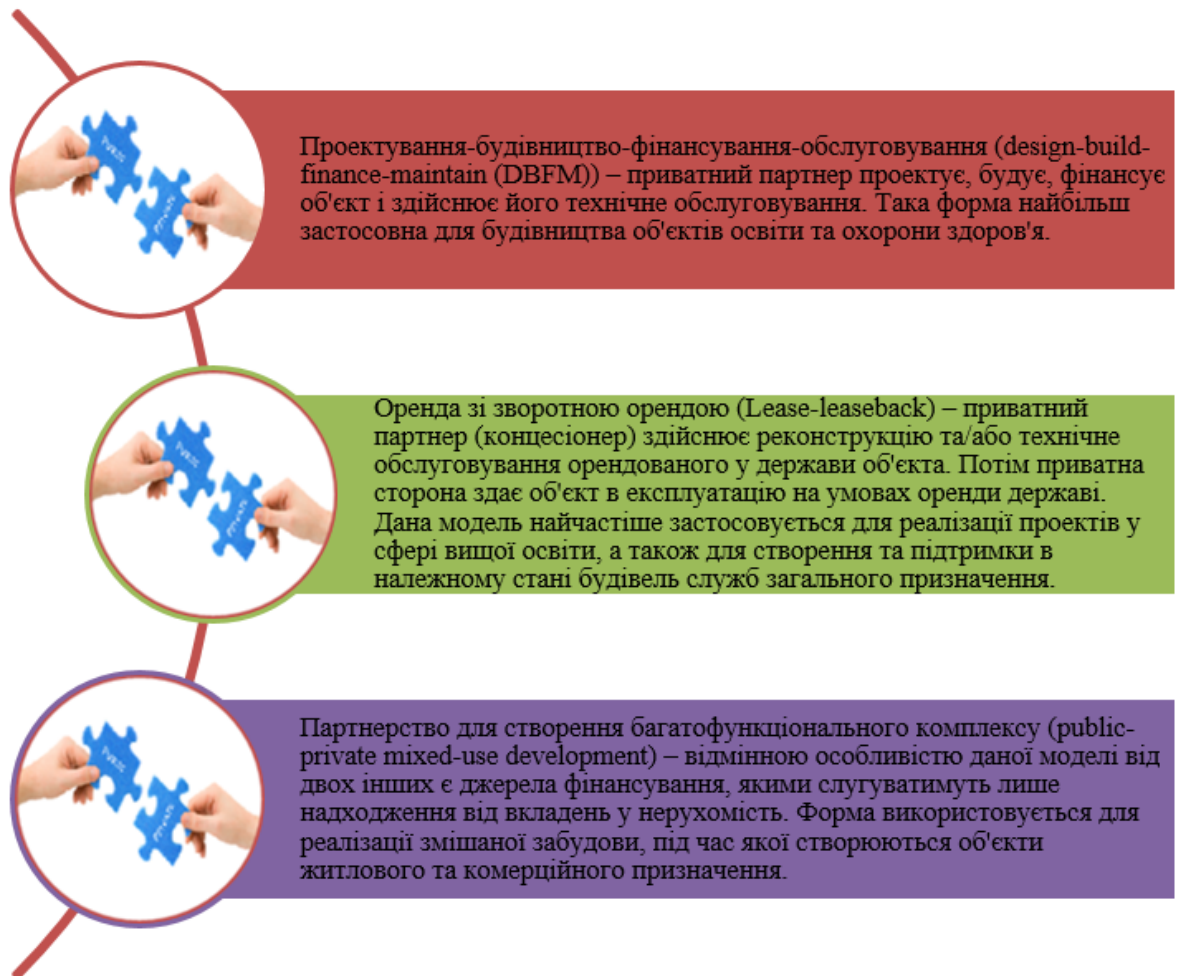 Public
Private
Проектування-будівництво-фінансування-обслуговування (design-build-
finance-maintain (DBFM)) – приватний партнер проектує, будує, фінансує
об'єкт і здійснює його технічне обслуговування. Така форма найбільш
застосовна для будівництва об'єктів освіти та охорони здоров'я.
Public
Private
Оренда зі зворотною орендою (Lease-leaseback) – приватний
партнер (концесіонер) здійснює реконструкцію та/або технічне
обслуговування орендованого у держави об'єкта. Потім приватна
сторона здає об'єкт в експлуатацію на умовах оренди державі.
Дана модель найчастіше застосовується для реалізації проектів у
сфері вищої освіти, а також для створення та підтримки в
належному стані будівель служб загального призначення.
Public
Private
Партнерство для створення багатофункціонального комплексу (public-
private mixed-use development) – відмінною особливістю даної моделі від
двох інших є джерела фінансування, якими слугуватимуть лише
надходження від вкладень у нерухомість. Форма використовується для
реалізації змішаної забудови, під час якої створюються об'єкти
житлового та комерційного призначення.